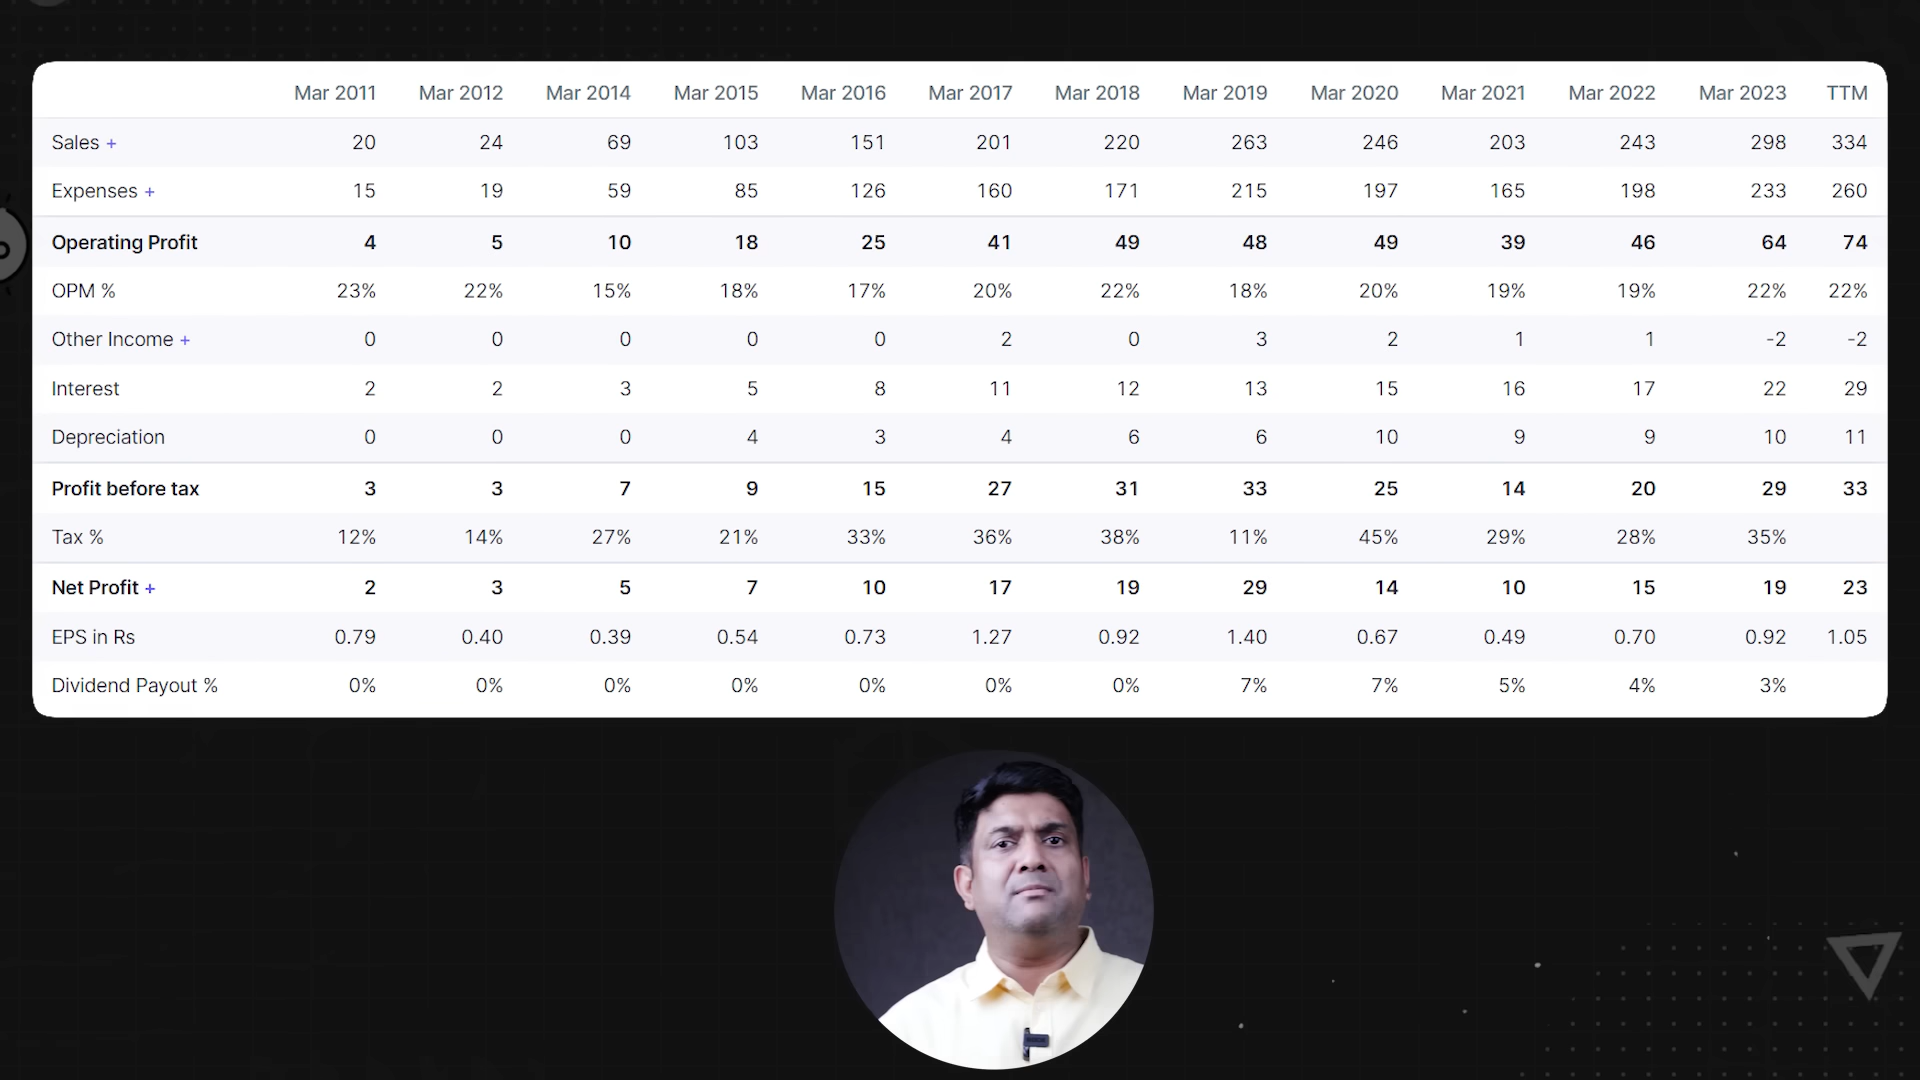 Mar 2011 Mar 2012 Mar 2014 Mar 2015 Mar 2016 Mar 2017 Mar 2018 Mar 2019 Mar 2020 Mar 2021 Mar 2022 Mar 2023 TTM
Sales + 20 24 69 103 151 201 220 263 246 203 243 298 334
Expenses + 15 19 59 85 126 160 171 215 197 165 198 233 260
Operating Profit 4 5 10 18 25 41 49 48 49 39 46 64 74
OPM % 23% 22% 15% 18% 17% 20% 22% 18% 20% 19% 19% 22% 22%
Other Income + 0 0 0 0 0 2 0 3 2 1 1 -2 -2
Interest 2 2 3 5 8 11 12 13 15 16 17 22 29
Depreciation 0 0 0 4 3 4 6 6 10 9 9 10 11
Profit before tax 3 3 7 9 15 27 31 33 25 14 20 29 33
Tax % 12% 14% 27% 21% 33% 36% 38% 11% 45% 29% 28% 35%
Net Profit + 2 3 5 7 10 17 19 29 14 10 15 19 23
EPS in Rs 0.79 0.40 0.39 0.54 0.73 1.27 0.92 1.40 0.67 0.49 0.70 0.92 1.05
Dividend Payout % 0% 0% 0% 0% 0% 0% 0% 7% 7% 5% 4% 3%